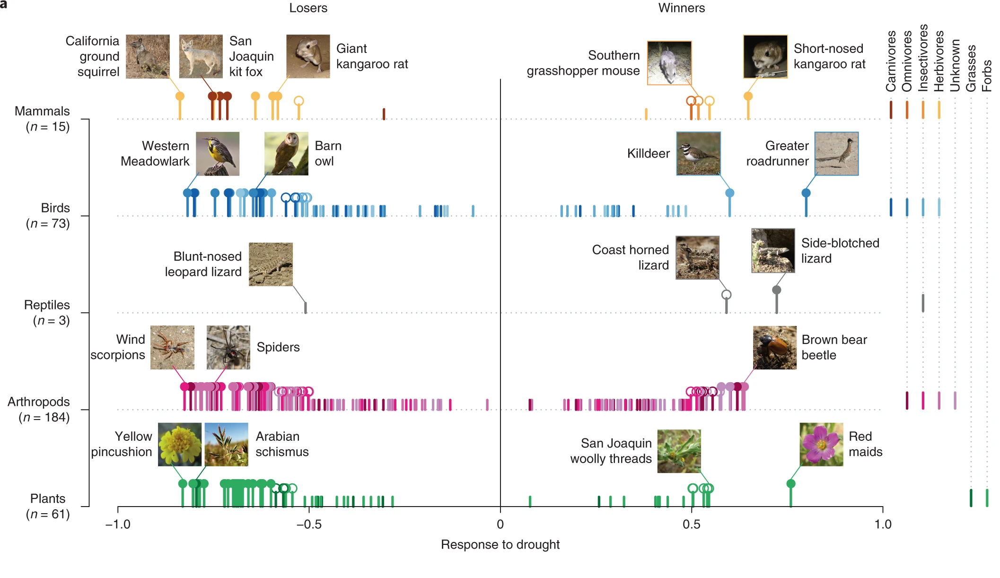 a
Losers
Winners
California
ground
squirrel
San
Joaquin
kit fox
Giant
kangaroo rat
Southern
grasshopper mouse
Short-nosed
kangaroo rat
Carnivores
Omnivores
Insectivores
Herbivores
Unknown
Grasses
Forbs
Mammals
(n = 15)
Western
Meadowlark
Barn
owl
Killdeer
Greater
roadrunner
Birds
(n = 73)
Blunt-nosed
leopard lizard
Coast horned
lizard
Side-blotched
lizard
Reptiles
(n = 3)
Wind
scorpions
Spiders
Brown bear
beetle
Arthropods
(n = 184)
Yellow
pincushion
Arabian
schismus
San Joaquin
woolly threads
Red
maids
Plants
(n = 61)
−1.0
−0.5
0
0.5
1.0
Response to drought